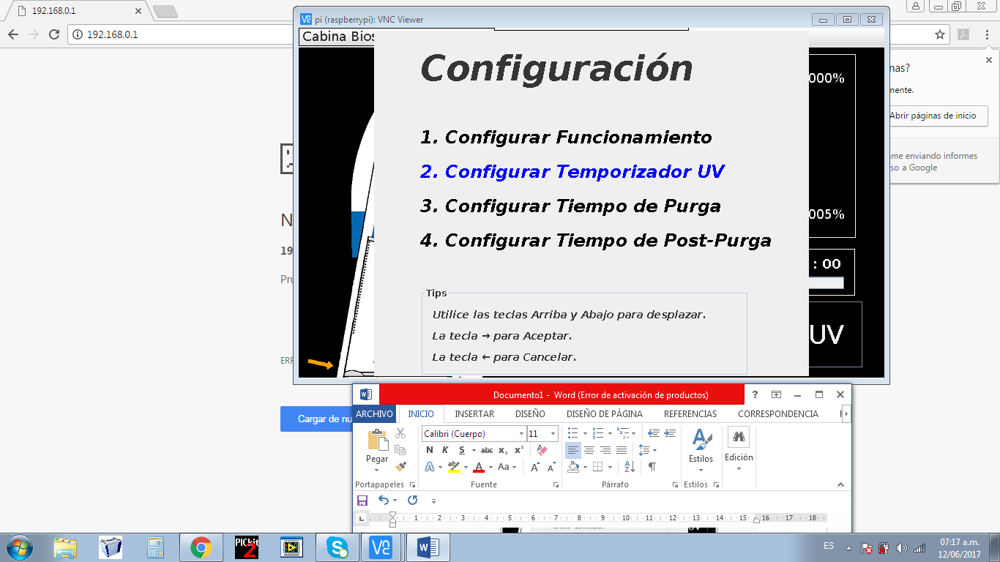 192.168.0.1
192.168.0.1
pi (raspberrypi): VNC Viewer
Cabina Bios
Configuración
1. Configurar Funcionamiento
2. Configurar Temporizador UV
3. Configurar Tiempo de Purga
4. Configurar Tiempo de Post-Purga
Tips
Utilice las teclas Arriba y Abajo para desplazar.
La tecla → para Aceptar.
La tecla ← para Cancelar.
000%
005%
: 00
UV
nas?
mente.
Abrir páginas de inicio
ome enviando informes
so a Google
N
19
Pru
ERR
Cargar de nu
Documento1 - Word (Error de activación de productos)
ARCHIVO INICIO INSERTAR DISEÑO DISEÑO DE PÁGINA REFERENCIAS CORRESPONDENCIA
Calibri (Cuerpo) 11
Pegar
N K S abc x₂ x²
A Aa A A
Estilos
Edición
Portapapeles Fuente Párrafo Estilos
1 2 3 4 5 6 7 8 9 10 11 12 13 14 15 16 17 18
UV
PICkit
2
ES
07:17 a.m.
12/06/2017